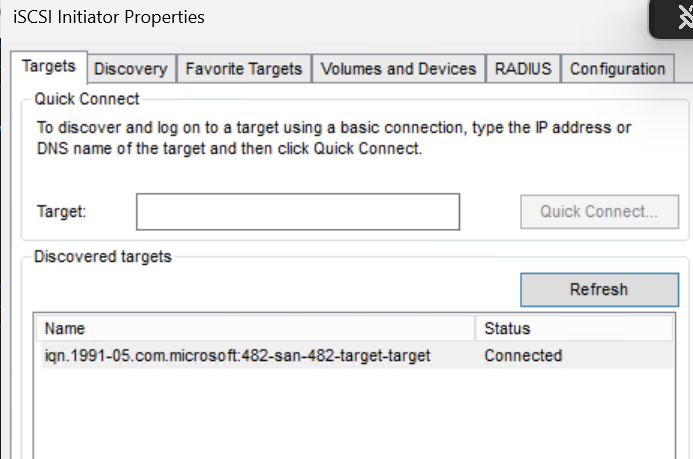 iSCSI Initiator Properties
Targets Discovery Favorite Targets Volumes and Devices RADIUS Configuration
Quick Connect
To discover and log on to a target using a basic connection, type the IP address or
DNS name of the target and then click Quick Connect.
Target: Quick Connect...
Discovered targets
Refresh
Name Status
iqn.1991-05.com.microsoft:482-san-482-target-target Connected